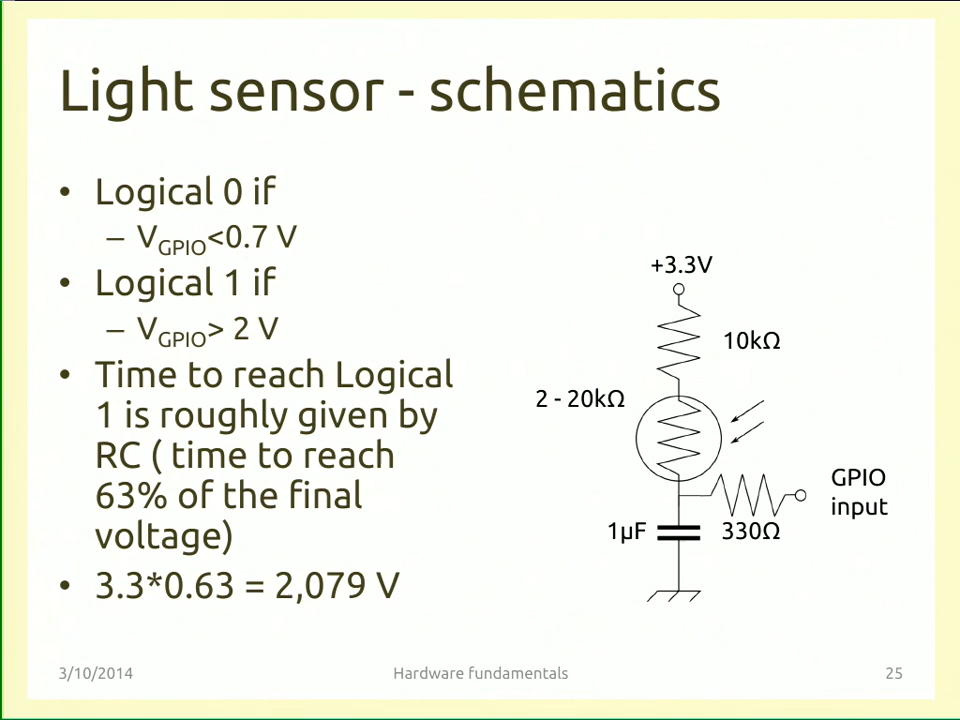 Light sensor - schematics
• Logical 0 if
– VGPIO<0.7 V
• Logical 1 if
– VGPIO> 2 V
• Time to reach Logical
1 is roughly given by
RC ( time to reach
63% of the final
voltage)
• 3.3*0.63 = 2,079 V
+3.3V
10kΩ
2 - 20kΩ
GPIO
input
1µF
330Ω
3/10/2014
Hardware fundamentals
25